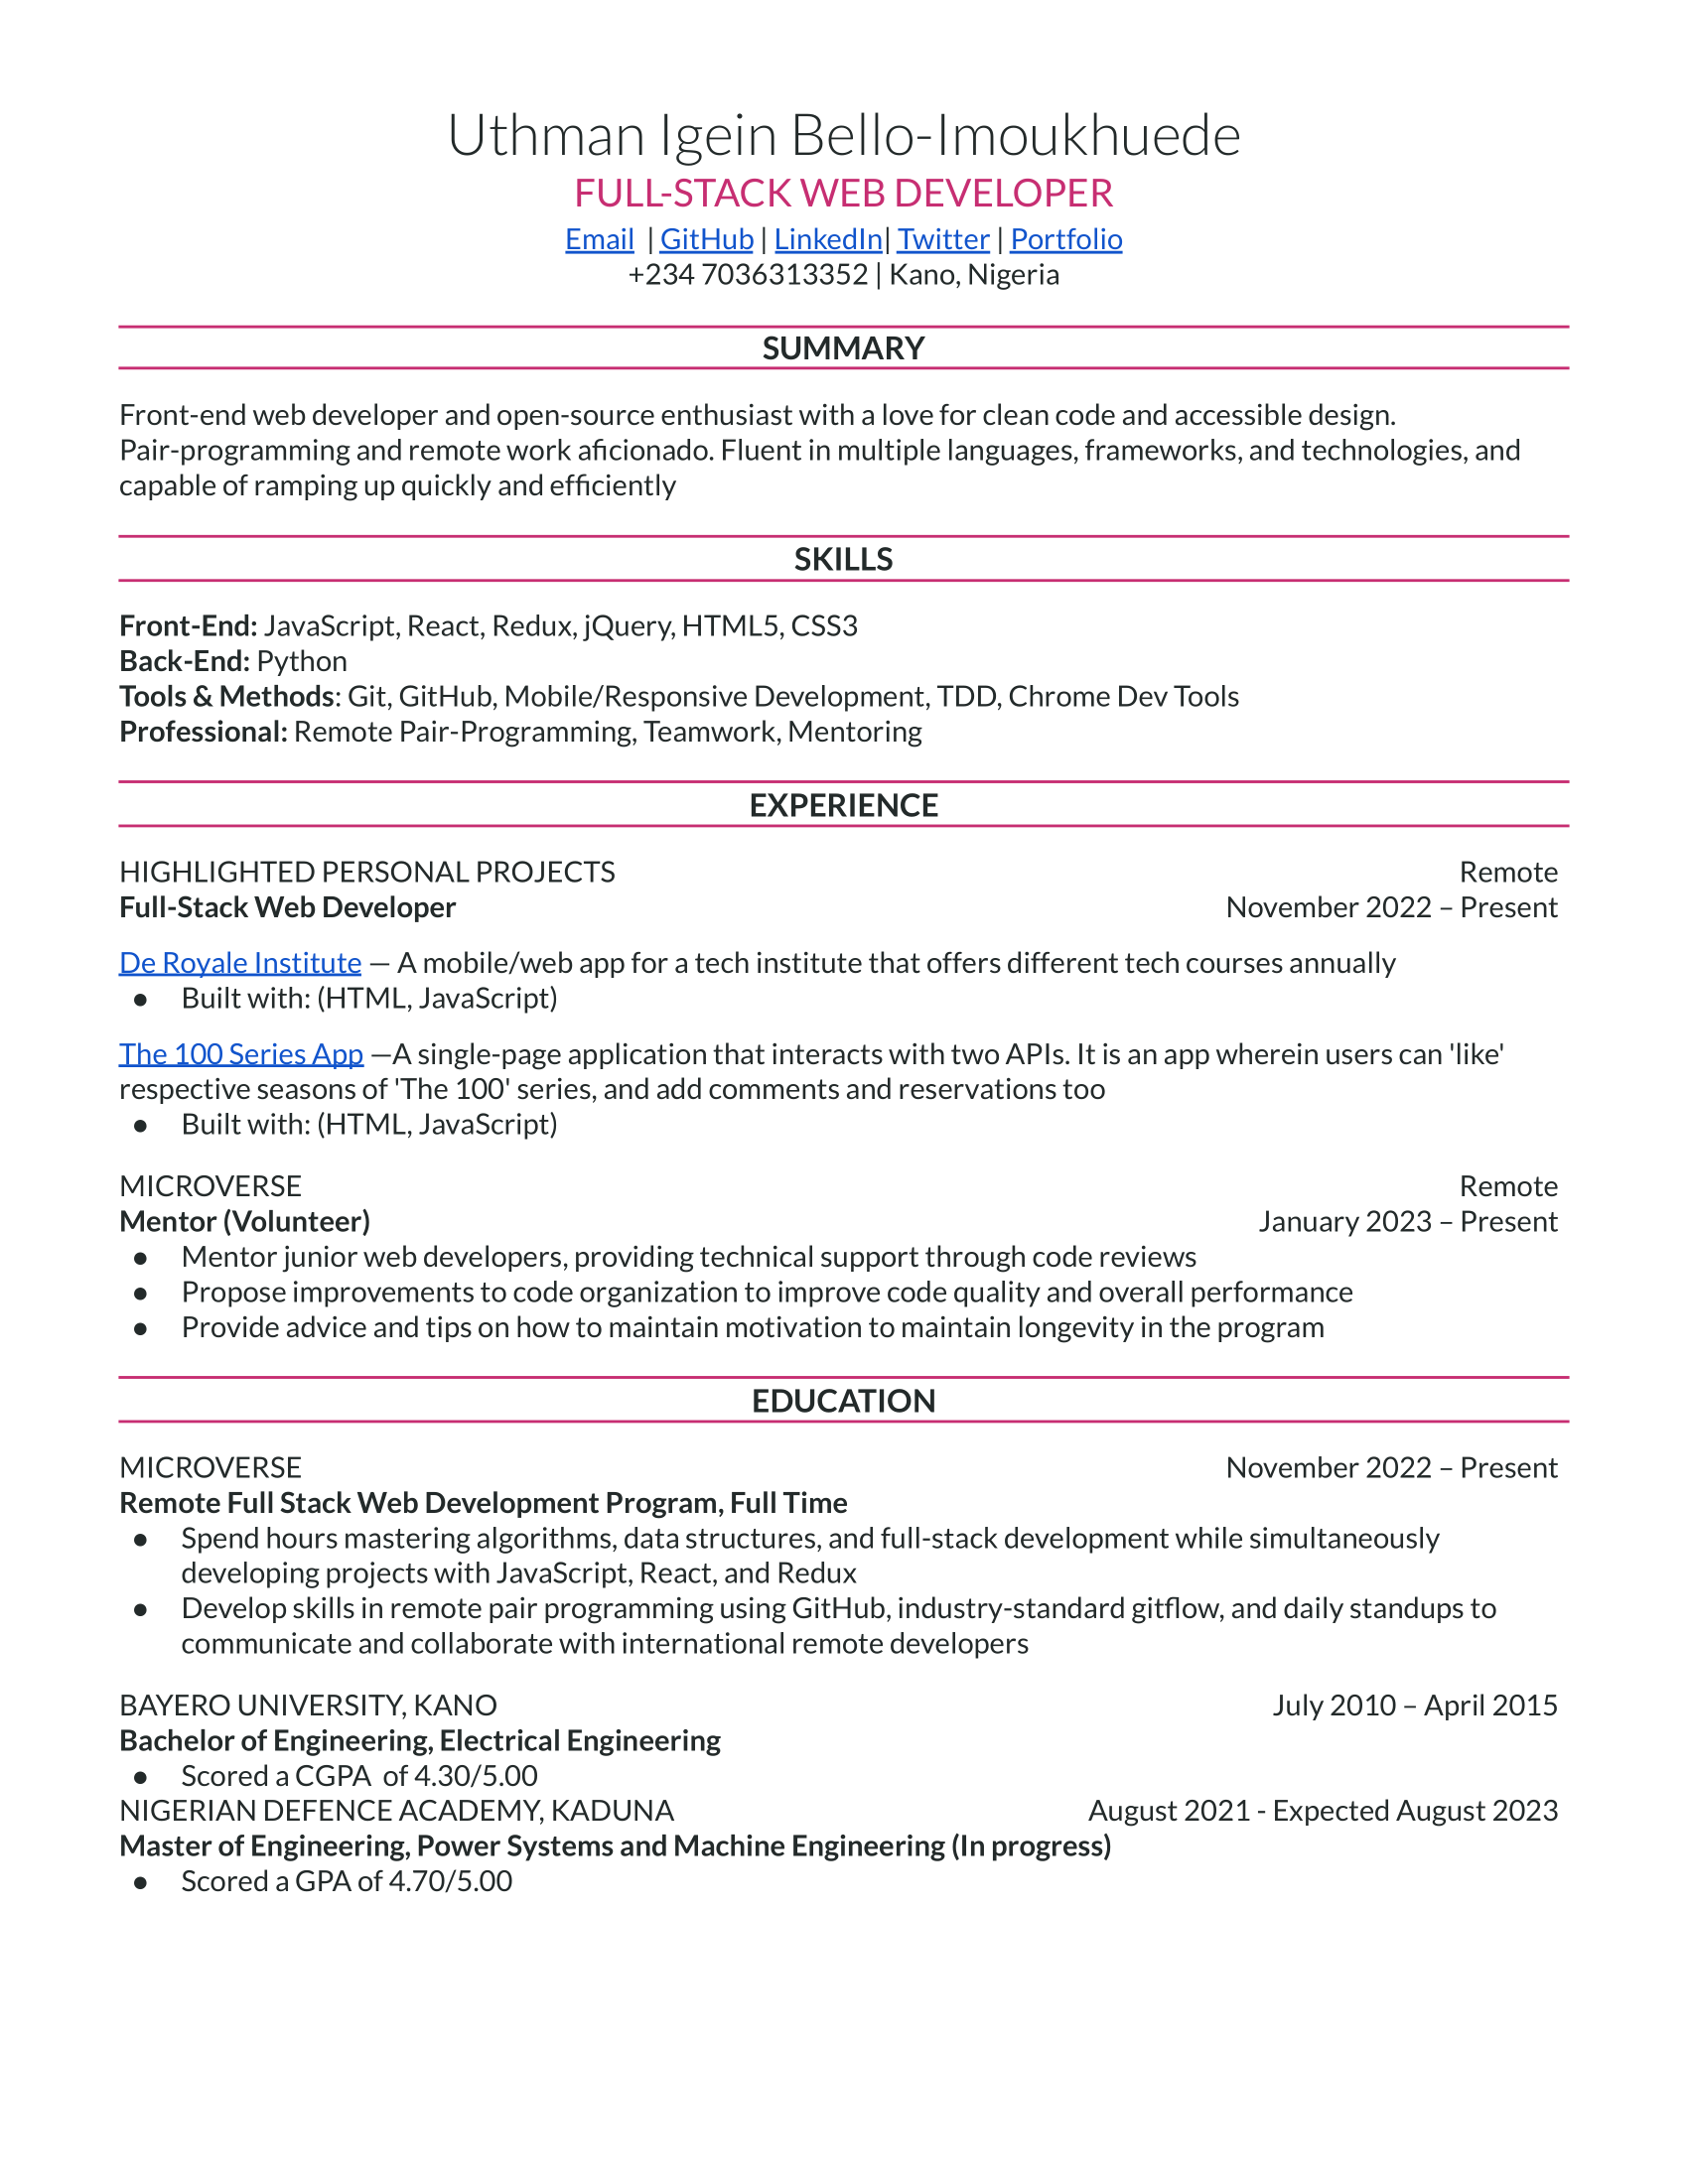 Uthman Igein Bello-Imoukhuede
FULL-STACK WEB DEVELOPER
Email | GitHub | LinkedIn| Twitter | Portfolio
+234 7036313352 | Kano, Nigeria
SUMMARY
Front-end web developer and open-source enthusiast with a love for clean code and accessible design.
Pair-programming and remote work aficionado. Fluent in multiple languages, frameworks, and technologies, and
capable of ramping up quickly and efficiently
SKILLS
Front-End: JavaScript, React, Redux, jQuery, HTML5, CSS3
Back-End: Python
Tools & Methods: Git, GitHub, Mobile/Responsive Development, TDD, Chrome Dev Tools
Professional: Remote Pair-Programming, Teamwork, Mentoring
EXPERIENCE
HIGHLIGHTED PERSONAL PROJECTS Remote
Full-Stack Web Developer November 2022 – Present
De Royale Institute — A mobile/web app for a tech institute that offers different tech courses annually
● Built with: (HTML, JavaScript)
The 100 Series App —A single-page application that interacts with two APIs. It is an app wherein users can 'like'
respective seasons of 'The 100' series, and add comments and reservations too
● Built with: (HTML, JavaScript)
MICROVERSE Remote
Mentor (Volunteer) January 2023 – Present
● Mentor junior web developers, providing technical support through code reviews
● Propose improvements to code organization to improve code quality and overall performance
● Provide advice and tips on how to maintain motivation to maintain longevity in the program
EDUCATION
MICROVERSE November 2022 – Present
Remote Full Stack Web Development Program, Full Time
● Spend hours mastering algorithms, data structures, and full-stack development while simultaneously
developing projects with JavaScript, React, and Redux
● Develop skills in remote pair programming using GitHub, industry-standard gitflow, and daily standups to
communicate and collaborate with international remote developers
BAYERO UNIVERSITY, KANO July 2010 – April 2015
Bachelor of Engineering, Electrical Engineering
● Scored a CGPA of 4.30/5.00
NIGERIAN DEFENCE ACADEMY, KADUNA August 2021 - Expected August 2023
Master of Engineering, Power Systems and Machine Engineering (In progress)
● Scored a GPA of 4.70/5.00